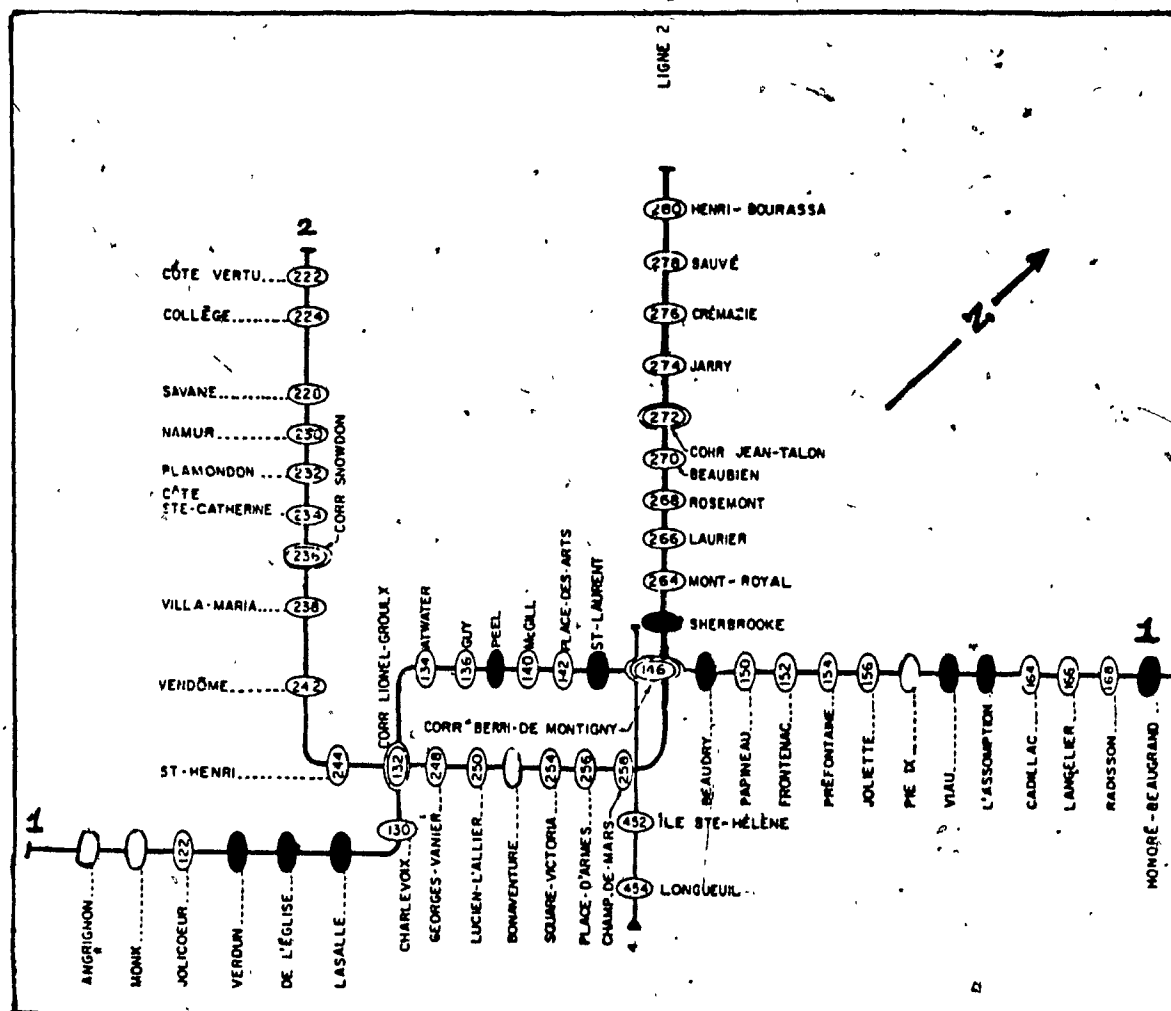 LIGNE 2
280 HENRI-BOURASSA
278 SAUVÉ
276 CRÉMAZIE
274 JARRY
272
CORR JEAN-TALON
270
BEAUBIEN
268 ROSEMONT
266 LAURIER
264 MONT-ROYAL
SHERBROOKE
N
2
CÔTE VERTU 222
COLLÈGE 224
SAVANE 228
NAMUR 230
PLAMONDON 232
CÔTE
STE-CATHERINE 234
CORR SNOWDON
236
VILLA-MARIA 238
VENDÔME 242
ST-HENRI 244
CORR LIONEL-GROULX
132
134 ATWATER
136 GUY
PEEL
140 McGILL
142 PLACE-DES-ARTS
ST-LAURENT
146
CORR BERRI-DE MONTIGNY
BEAUDRY
150 PAPINEAU
152 FRONTENAC
154 PRÉFONTAINE
156 JOLIETTE
PIE IX
VIAU
L'ASSOMPTION
164 CADILLAC
166 LANGELIER
168 RADISSON
1
HONORÉ-BEAUGRAND
248 GEORGES-VANIER
250 LUCIEN-L'ALLIER
BONAVENTURE
254 SQUARE-VICTORIA
256 PLACE-D'ARMES
258 CHAMP-DE-MARS
452 ÎLE STE-HÉLÈNE
454 LONGUEUIL
4
1
ANGRIGNON
MONK
122 JOLICOEUR
VERDUN
DE L'ÉGLISE
LASALLE
130 CHARLEVOIX